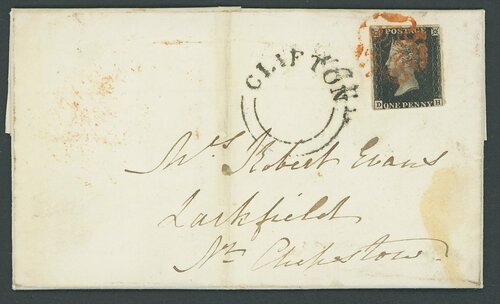 POSTAGE
D ONE PENNY H
CLIFTON
Mrs Robert Evans
Larkfield
Nr. Chepstow.